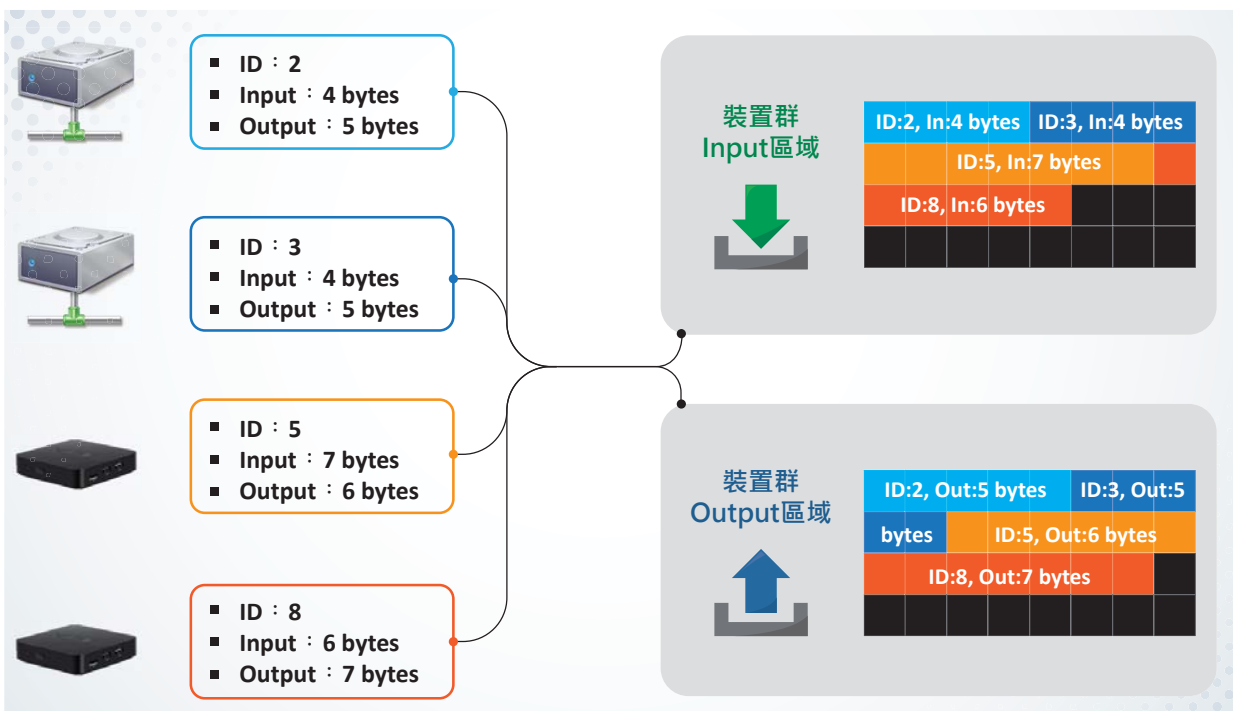 ■ ID：2
■ Input：4 bytes
■ Output：5 bytes
■ ID：3
■ Input：4 bytes
■ Output：5 bytes
■ ID：5
■ Input：7 bytes
■ Output：6 bytes
■ ID：8
■ Input：6 bytes
■ Output：7 bytes
裝置群
Input區域
ID:2, In:4 bytes ID:3, In:4 bytes
ID:5, In:7 bytes
ID:8, In:6 bytes
裝置群
Output區域
ID:2, Out:5 bytes ID:3, Out:5
bytes ID:5, Out:6 bytes
ID:8, Out:7 bytes